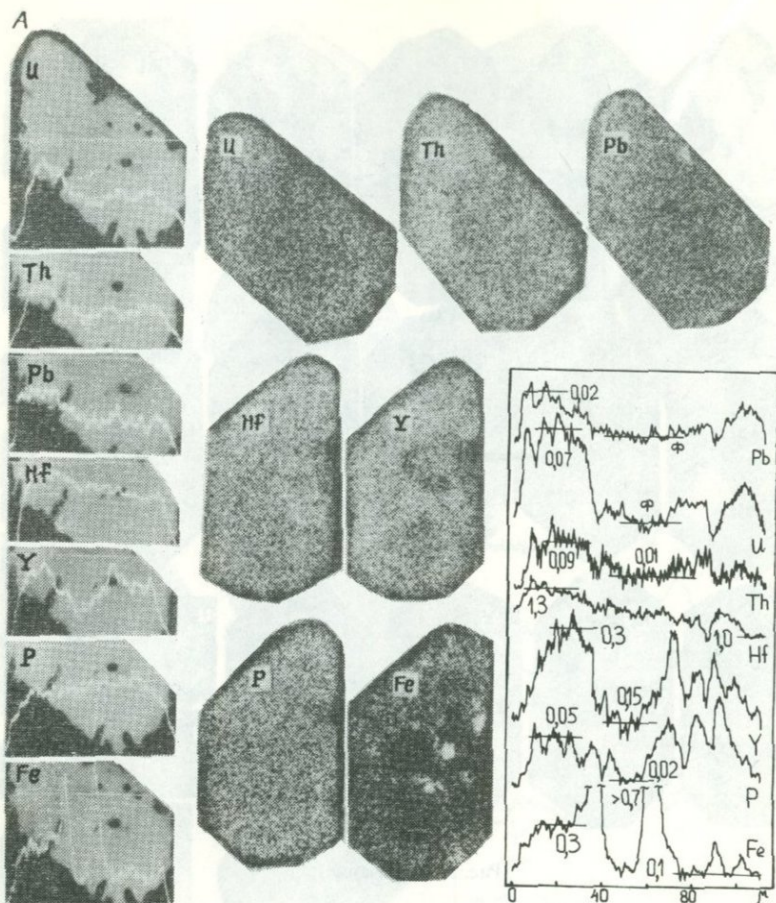 A
U
Th
Pb
Hf
Y
P
Fe
U
Th
Pb
Hf
Y
P
Fe
0,02
Pb
0,07
Ф
Ф
U
0,09
0,01
Th
1,3
1,0
Hf
0,3
0,15
Y
0,05
0,02
P
>0,7
0,3
0,1
Fe
0
40
80